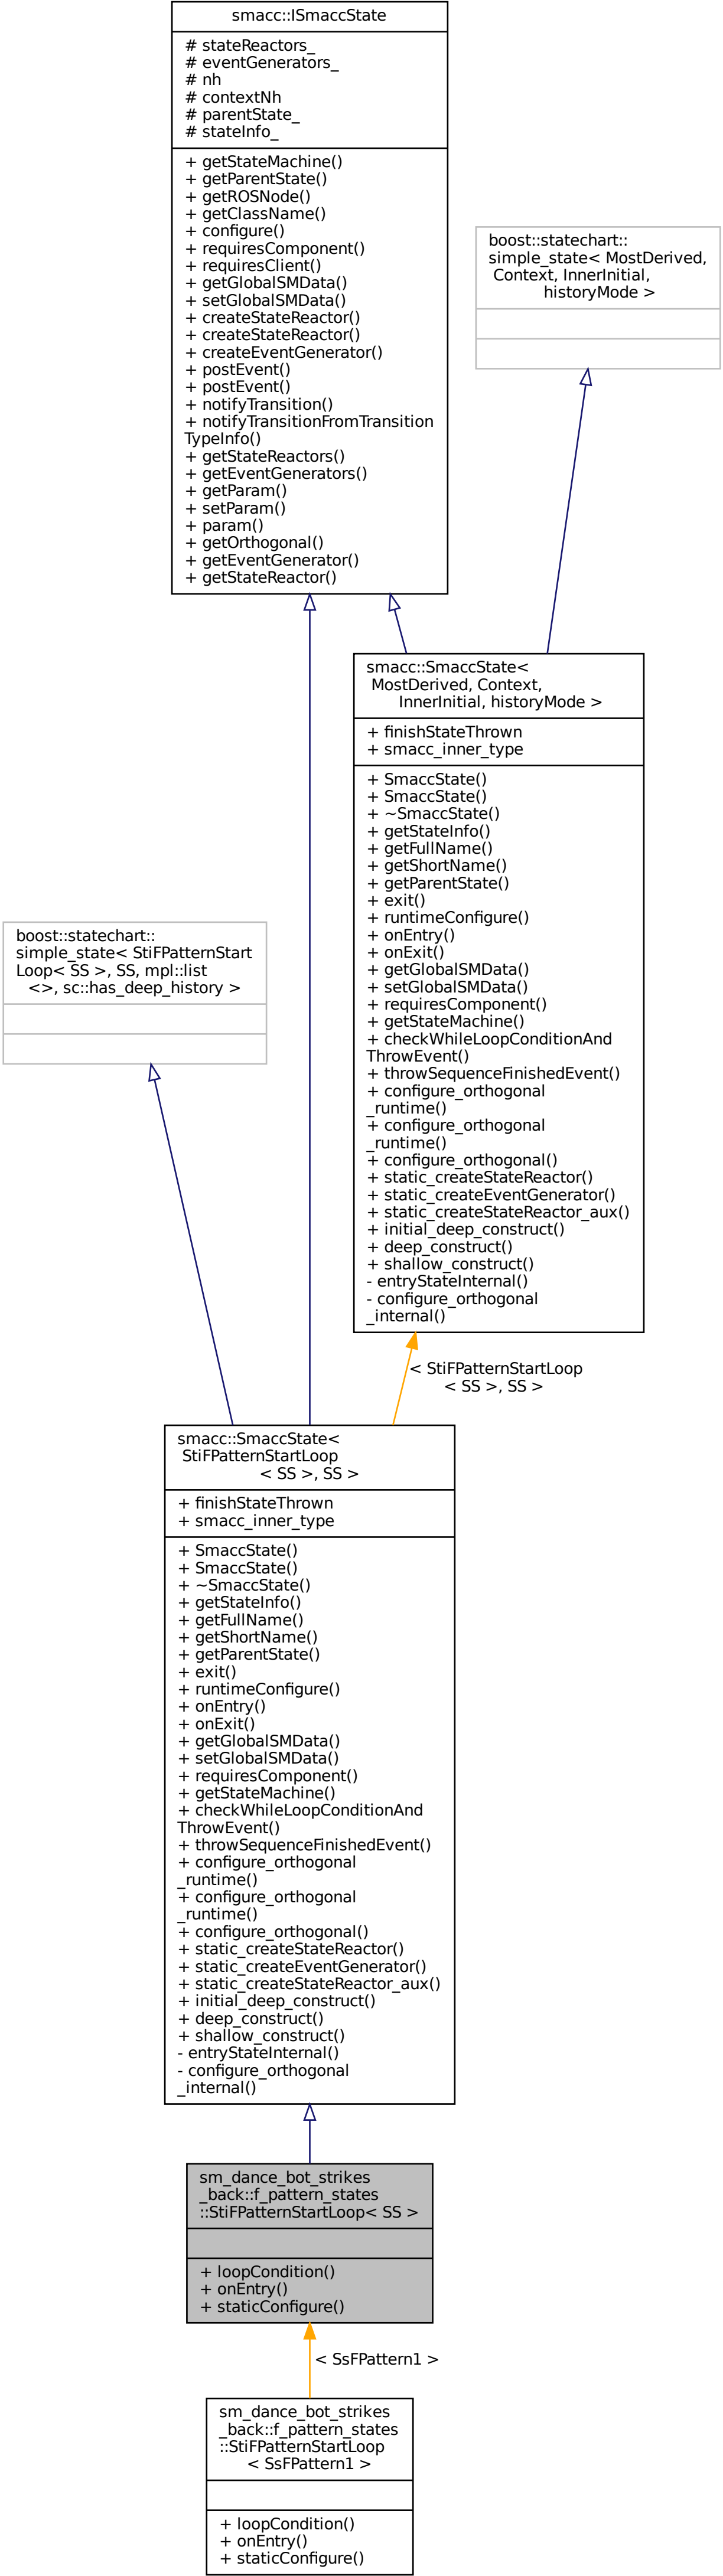 smacc::ISmaccState
# stateReactors_
# eventGenerators_
# nh
# contextNh
# parentState_
# stateInfo_
+ getStateMachine()
+ getParentState()
+ getROSNode()
+ getClassName()
+ configure()
+ requiresComponent()
+ requiresClient()
+ getGlobalSMData()
+ setGlobalSMData()
+ createStateReactor()
+ createStateReactor()
+ createEventGenerator()
+ postEvent()
+ postEvent()
+ notifyTransition()
+ notifyTransitionFromTransition
TypeInfo()
+ getStateReactors()
+ getEventGenerators()
+ getParam()
+ setParam()
+ param()
+ getOrthogonal()
+ getEventGenerator()
+ getStateReactor()
boost::statechart::
simple_state< MostDerived,
Context, InnerInitial,
historyMode >
smacc::SmaccState<
MostDerived, Context,
InnerInitial, historyMode >
+ finishStateThrown
+ smacc_inner_type
+ SmaccState()
+ SmaccState()
+ ~SmaccState()
+ getStateInfo()
+ getFullName()
+ getShortName()
+ getParentState()
+ exit()
+ runtimeConfigure()
+ onEntry()
+ onExit()
+ getGlobalSMData()
+ setGlobalSMData()
+ requiresComponent()
+ getStateMachine()
+ checkWhileLoopConditionAnd
ThrowEvent()
+ throwSequenceFinishedEvent()
+ configure_orthogonal
_runtime()
+ configure_orthogonal
_runtime()
+ configure_orthogonal()
+ static_createStateReactor()
+ static_createEventGenerator()
+ static_createStateReactor_aux()
+ initial_deep_construct()
+ deep_construct()
+ shallow_construct()
- entryStateInternal()
- configure_orthogonal
_internal()
boost::statechart::
simple_state< StiFPatternStart
Loop< SS >, SS, mpl::list
<>, sc::has_deep_history >
< StiFPatternStartLoop
< SS >, SS >
smacc::SmaccState<
StiFPatternStartLoop
< SS >, SS >
+ finishStateThrown
+ smacc_inner_type
+ SmaccState()
+ SmaccState()
+ ~SmaccState()
+ getStateInfo()
+ getFullName()
+ getShortName()
+ getParentState()
+ exit()
+ runtimeConfigure()
+ onEntry()
+ onExit()
+ getGlobalSMData()
+ setGlobalSMData()
+ requiresComponent()
+ getStateMachine()
+ checkWhileLoopConditionAnd
ThrowEvent()
+ throwSequenceFinishedEvent()
+ configure_orthogonal
_runtime()
+ configure_orthogonal
_runtime()
+ configure_orthogonal()
+ static_createStateReactor()
+ static_createEventGenerator()
+ static_createStateReactor_aux()
+ initial_deep_construct()
+ deep_construct()
+ shallow_construct()
- entryStateInternal()
- configure_orthogonal
_internal()
sm_dance_bot_strikes
_back::f_pattern_states
::StiFPatternStartLoop< SS >
+ loopCondition()
+ onEntry()
+ staticConfigure()
< SsFPattern1 >
sm_dance_bot_strikes
_back::f_pattern_states
::StiFPatternStartLoop
< SsFPattern1 >
+ loopCondition()
+ onEntry()
+ staticConfigure()